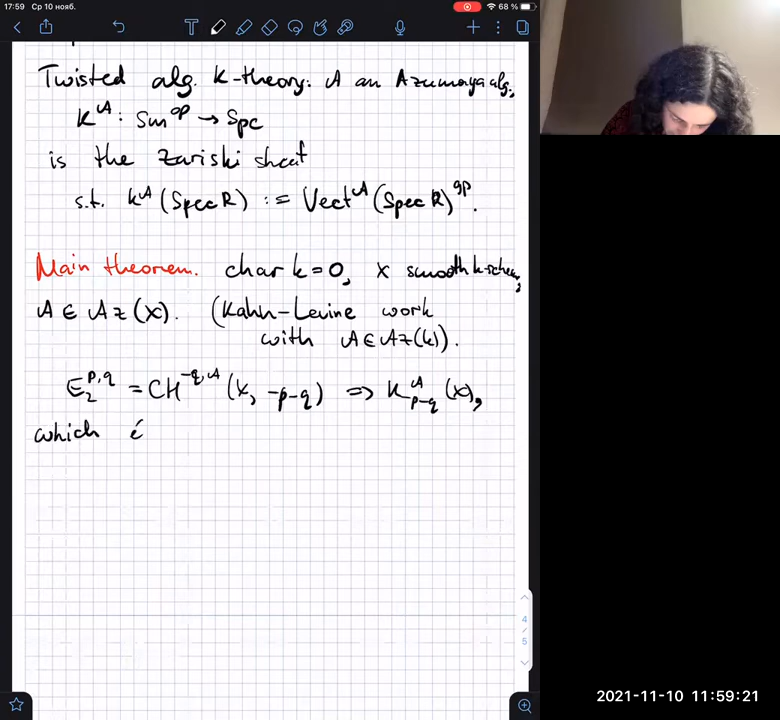 17:59 Ср 10 нояб.
68 %
Twisted alg. K-theory: A an Azumaya alg.,
K^A : Sm^op → Spc
is the Zariski sheaf
s.t. K^A (Spec R) := Vect^A (Spec R)^gp.
Main theorem. char k = 0, X smooth k-scheme,
A ∈ Az(X). (Kahn-Levine work
with A ∈ Az(k)).
E_2^{p,q} = CH^{-q,A} (X, -p-q) ⇒ K^A_{-p-q} (X),
which
4
/
5
2021-11-10 11:59:21